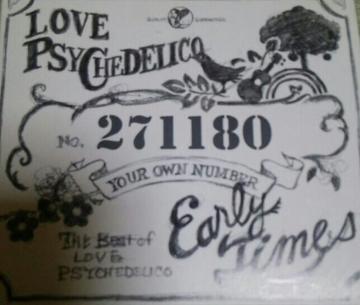 LOVE
PSYCHEDELICO
No. 271180
YOUR OWN NUMBER
Early
Times
The Best of
LOVE
PSYCHEDELICO